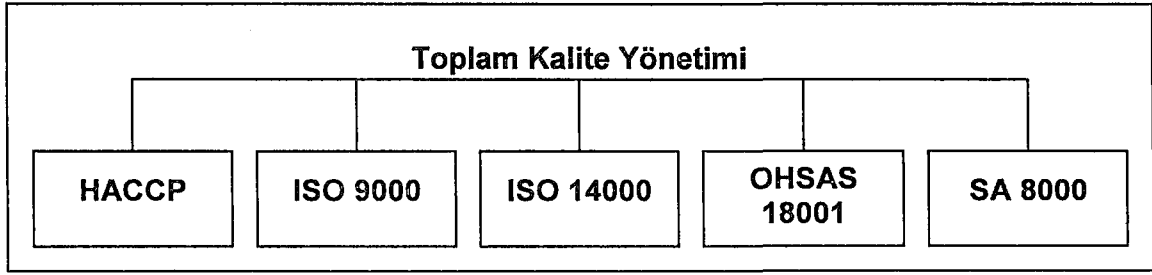 Toplam Kalite Yönetimi
HACCP
ISO 9000
ISO 14000
OHSAS
18001
SA 8000